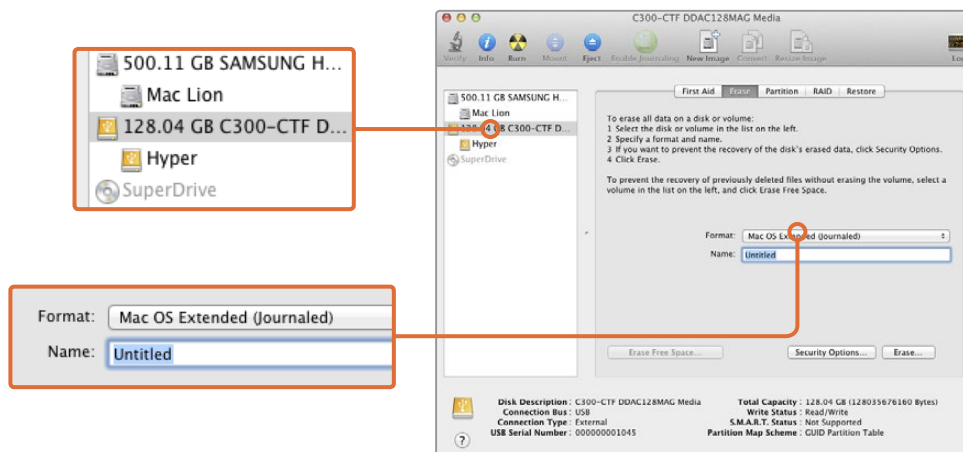 500.11 GB SAMSUNG H...
Mac Lion
128.04 GB C300-CTF D...
Hyper
SuperDrive
Format: Mac OS Extended (Journaled)
Name: Untitled
C300-CTF DDAC128MAG Media
Verify Info Burn Mount Eject Enable Journaling New Image Convert Resize Image
500.11 GB SAMSUNG H...
Mac Lion
GB C300-CTF D...
Hyper
SuperDrive
First Aid Erase Partition RAID Restore
To erase all data on a disk or volume:
1 Select the disk or volume in the list on the left.
2 Specify a format and name.
3 If you want to prevent the recovery of the disk's erased data, click Security Options.
4 Click Erase.
To prevent the recovery of previously deleted files without erasing the volume, select a
volume in the list on the left, and click Erase Free Space.
Format: Mac OS Extended (Journaled)
Name: Untitled
Erase Free Space... Security Options... Erase...
Disk Description : C300-CTF DDAC128MAG Media
Connection Bus : USB
Connection Type : External
USB Serial Number : 000000001045
Total Capacity : 128.04 GB (128035676160 Bytes)
Write Status : Read/Write
S.M.A.R.T. Status : Not Supported
Partition Map Scheme : GUID Partition Table
?